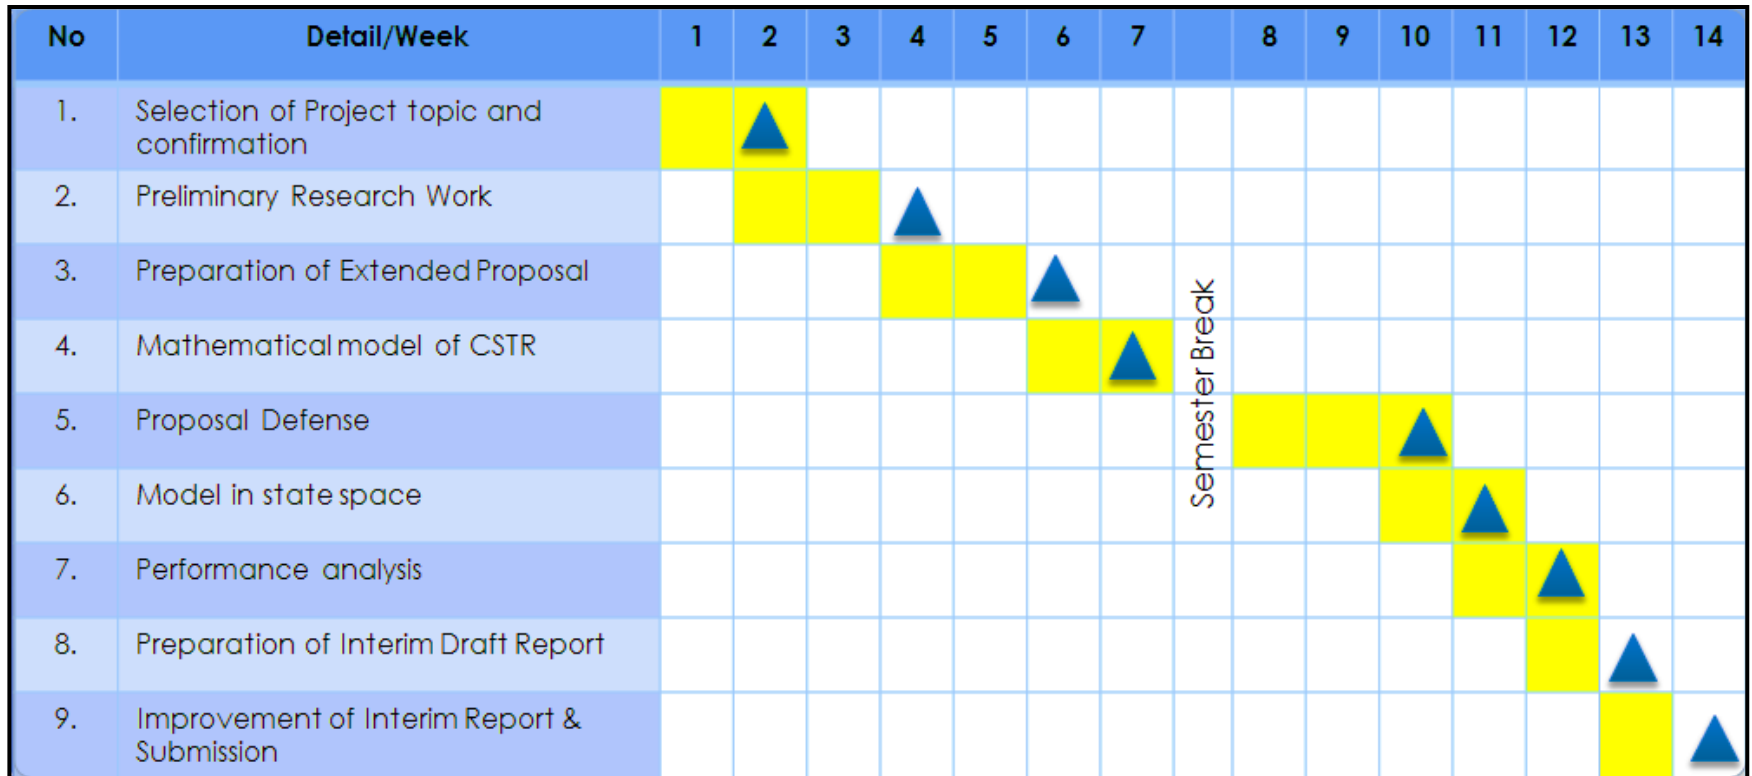 No Detail/Week 1 2 3 4 5 6 7 8 9 10 11 12 13 14
1. Selection of Project topic and
confirmation
2. Preliminary Research Work
3. Preparation of Extended Proposal
4. Mathematical model of CSTR
5. Proposal Defense
6. Model in state space
7. Performance analysis
8. Preparation of Interim Draft Report
9. Improvement of Interim Report &
Submission
Semester Break